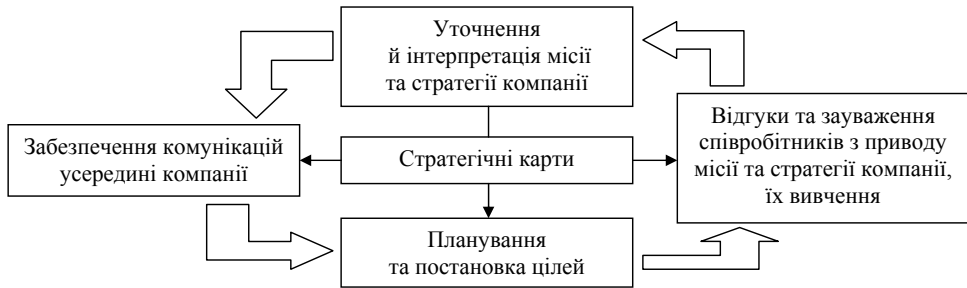 Уточнення
й інтерпретація місії
та стратегії компанії
Забезпечення комунікацій
усередині компанії
Стратегічні карти
Відгуки та зауваження
співробітників з приводу
місії та стратегії компанії,
їх вивчення
Планування
та постановка цілей